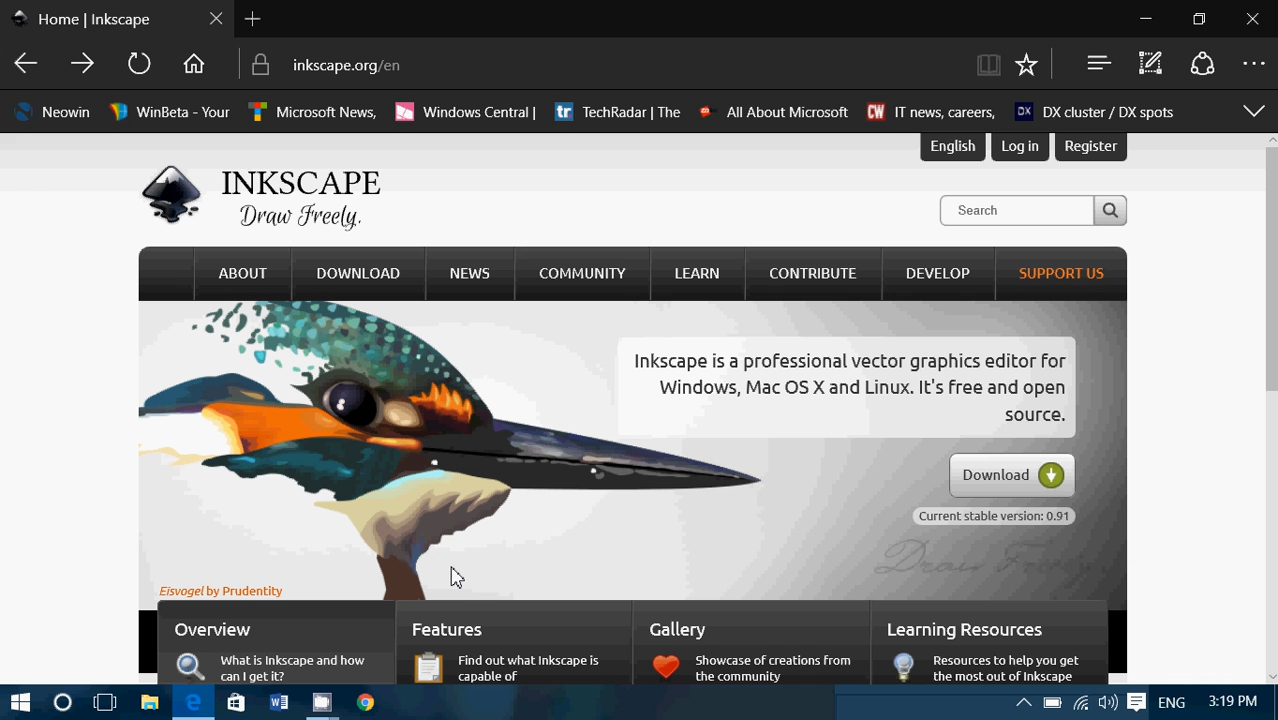 Home | Inkscape
inkscape.org/en
Neowin
WinBeta - Your
Microsoft News,
Windows Central |
TechRadar | The
All About Microsoft
IT news, careers,
DX cluster / DX spots
English
Log in
Register
INKSCAPE
Draw Freely.
Search
ABOUT
DOWNLOAD
NEWS
COMMUNITY
LEARN
CONTRIBUTE
DEVELOP
SUPPORT US
Inkscape is a professional vector graphics editor for
Windows, Mac OS X and Linux. It's free and open
source.
Download
Current stable version: 0.91
Draw Freely.
Eisvogel by Prudentity
Overview
What is Inkscape and how
can I get it?
Features
Find out what Inkscape is
capable of
Gallery
Showcase of creations from
the community
Learning Resources
Resources to help you get
the most out of Inkscape
ENG
3:19 PM